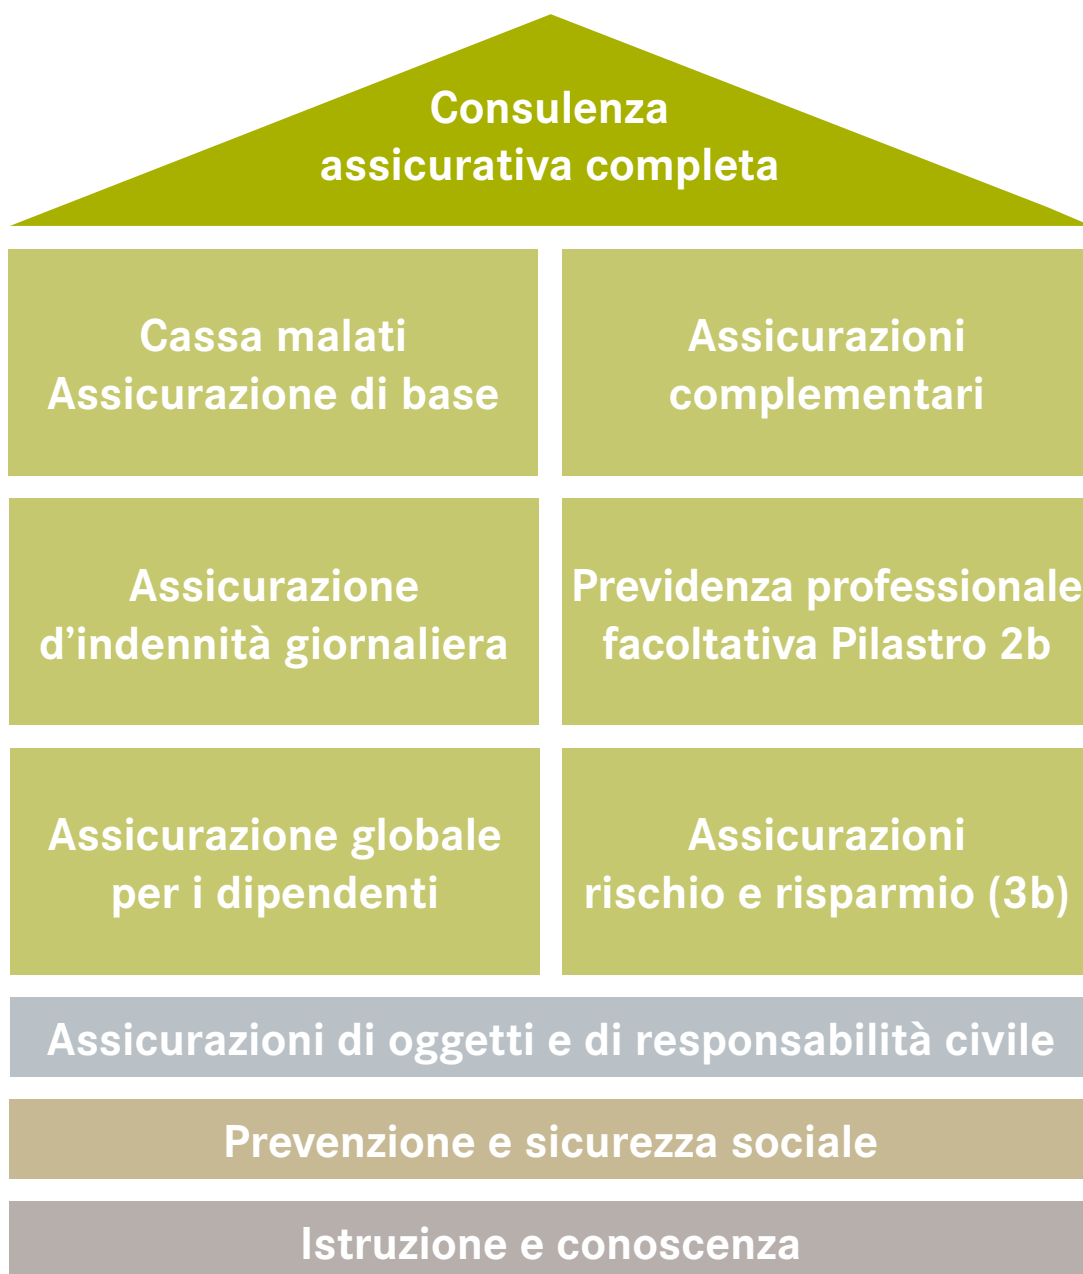 Consulenza
assicurativa completa
Cassa malati
Assicurazione di base
Assicurazioni
complementari
Assicurazione
d’indennità giornaliera
Previdenza professionale
facoltativa Pilastro 2b
Assicurazione globale
per i dipendenti
Assicurazioni
rischio e risparmio (3b)
Assicurazioni di oggetti e di responsabilità civile
Prevenzione e sicurezza sociale
Istruzione e conoscenza